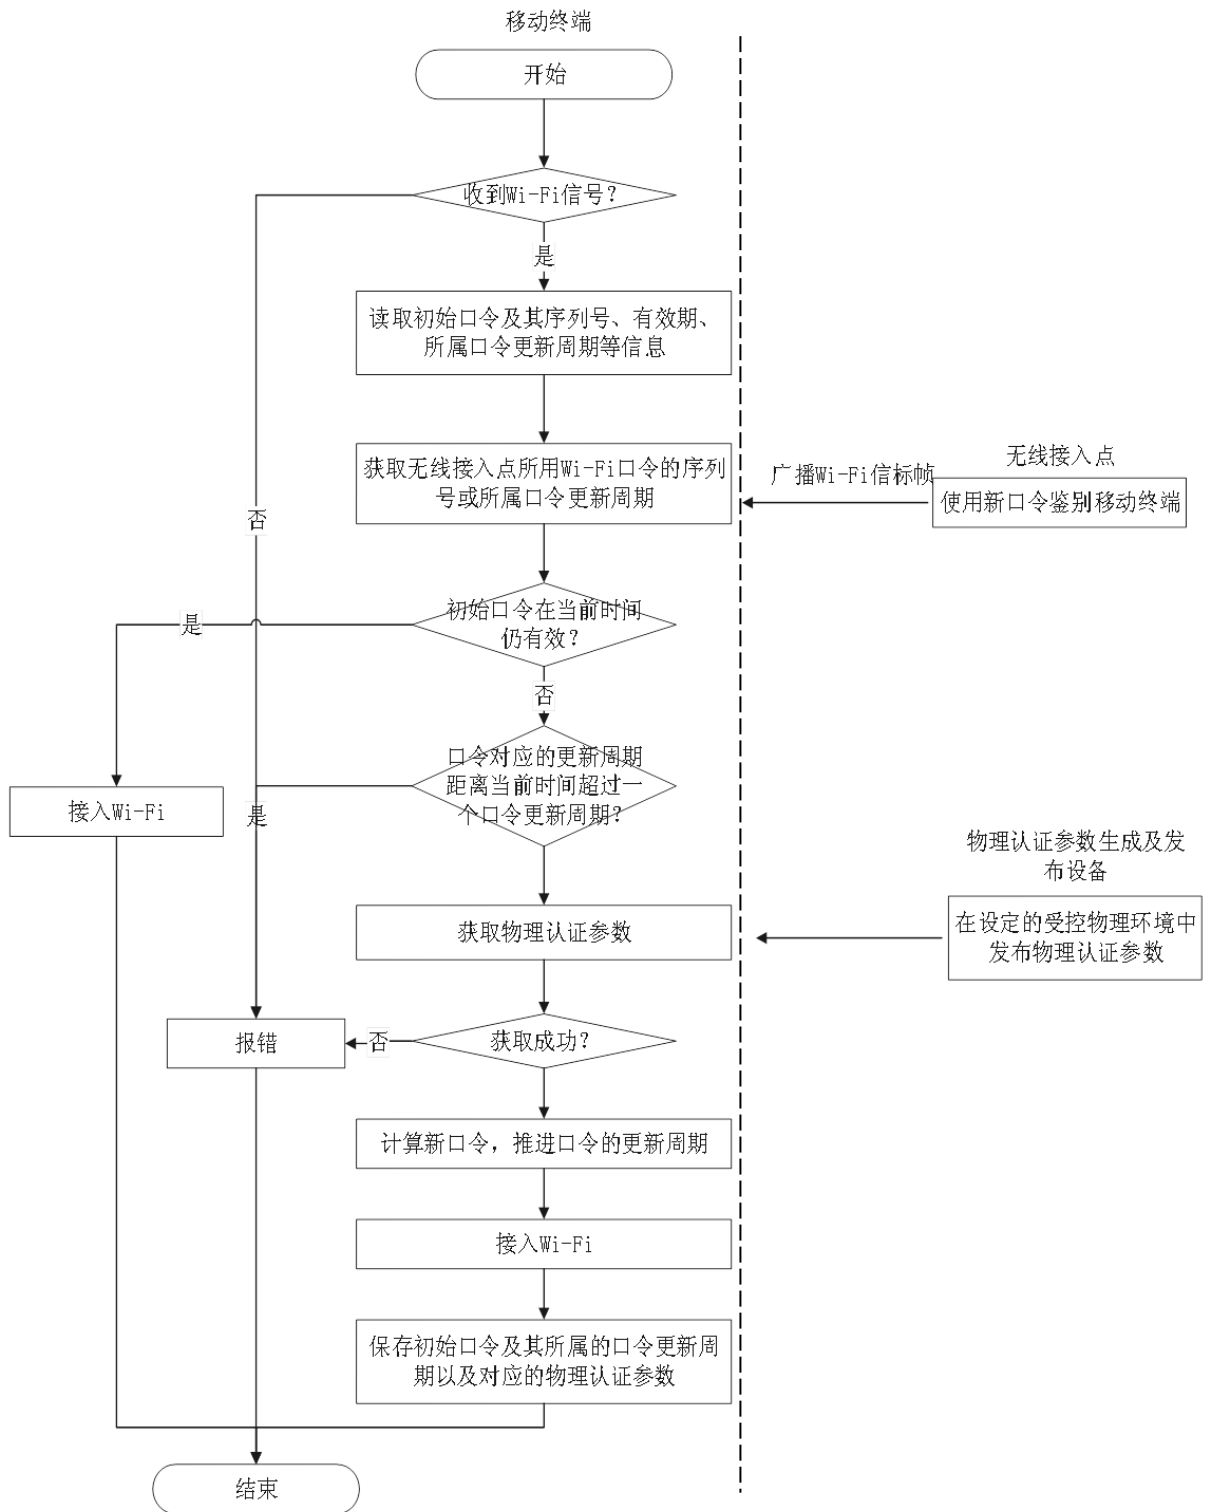 移动终端
开始
收到Wi-Fi信号？
是
读取初始口令及其序列号、有效期、
所属口令更新周期等信息
获取无线接入点所用Wi-Fi口令的序列
号或所属口令更新周期
广播Wi-Fi信标帧
无线接入点
使用新口令鉴别移动终端
否
初始口令在当前时间
仍有效？
是
否
口令对应的更新周期
距离当前时间超过一
个口令更新周期？
是
接入Wi-Fi
物理认证参数生成及发
布设备
在设定的受控物理环境中
发布物理认证参数
获取物理认证参数
获取成功？
否
报错
计算新口令，推进口令的更新周期
接入Wi-Fi
保存初始口令及其所属的口令更新周
期以及对应的物理认证参数
结束